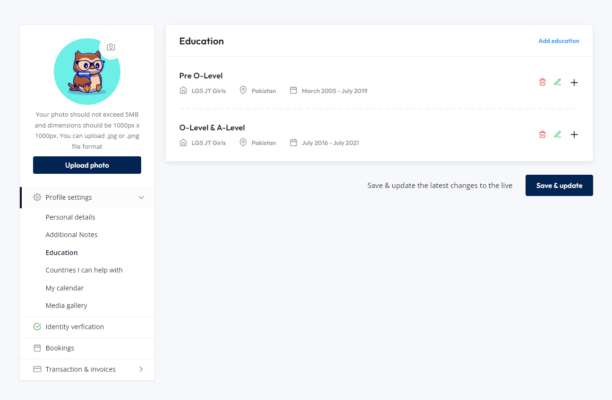 Your photo should not exceed 5MB
and dimensions should be 1000px x
1000px. You can upload .jpg or .png
file format
Upload photo
Profile settings
Personal details
Additional Notes
Education
Countries I can help with
My calendar
Media gallery
Identity verfication
Bookings
Transaction & invoices
Education
Add education
Pre O-Level
LGS JT Girls Pakistan March 2005 - July 2019
O-Level & A-Level
LGS JT Girls Pakistan July 2016 - July 2021
Save & update the latest changes to the live
Save & update